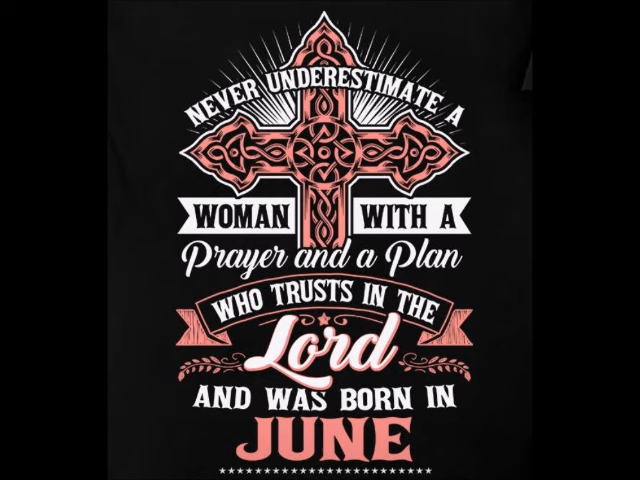 NEVER UNDERESTIMATE A
WOMAN WITH A
Prayer and a Plan
WHO TRUSTS IN THE
Lord
AND WAS BORN IN
JUNE